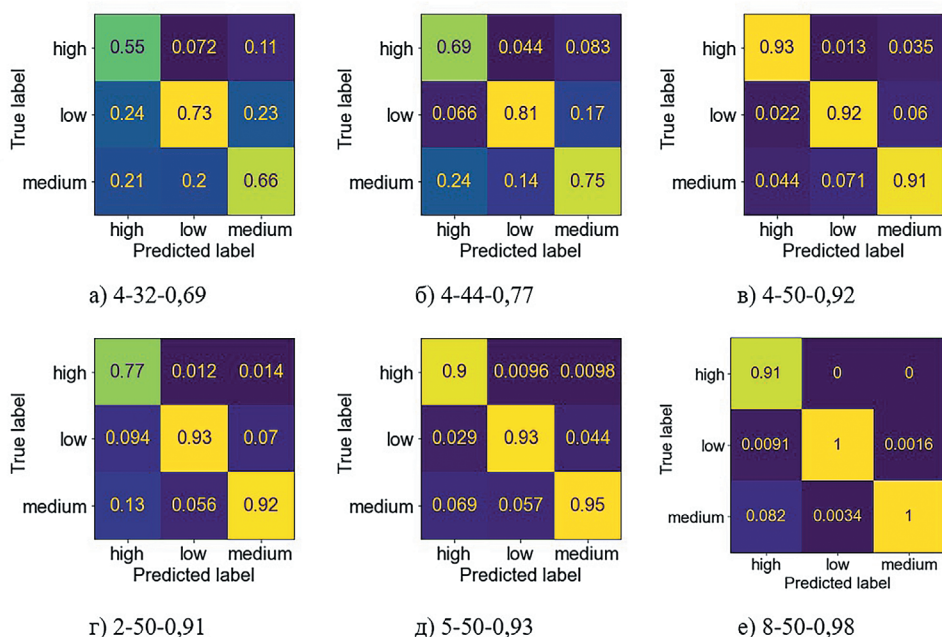 True label
high
0.55 0.072 0.11
low
0.24 0.73 0.23
medium
0.21 0.2 0.66
high low medium
Predicted label
а) 4-32-0,69
True label
high
0.69 0.044 0.083
low
0.066 0.81 0.17
medium
0.24 0.14 0.75
high low medium
Predicted label
б) 4-44-0,77
True label
high
0.93 0.013 0.035
low
0.022 0.92 0.06
medium
0.044 0.071 0.91
high low medium
Predicted label
в) 4-50-0,92
True label
high
0.77 0.012 0.014
low
0.094 0.93 0.07
medium
0.13 0.056 0.92
high low medium
Predicted label
г) 2-50-0,91
True label
high
0.9 0.0096 0.0098
low
0.029 0.93 0.044
medium
0.069 0.057 0.95
high low medium
Predicted label
д) 5-50-0,93
True label
high
0.91 0 0
low
0.0091 1 0.0016
medium
0.082 0.0034 1
high low medium
Predicted label
е) 8-50-0,98